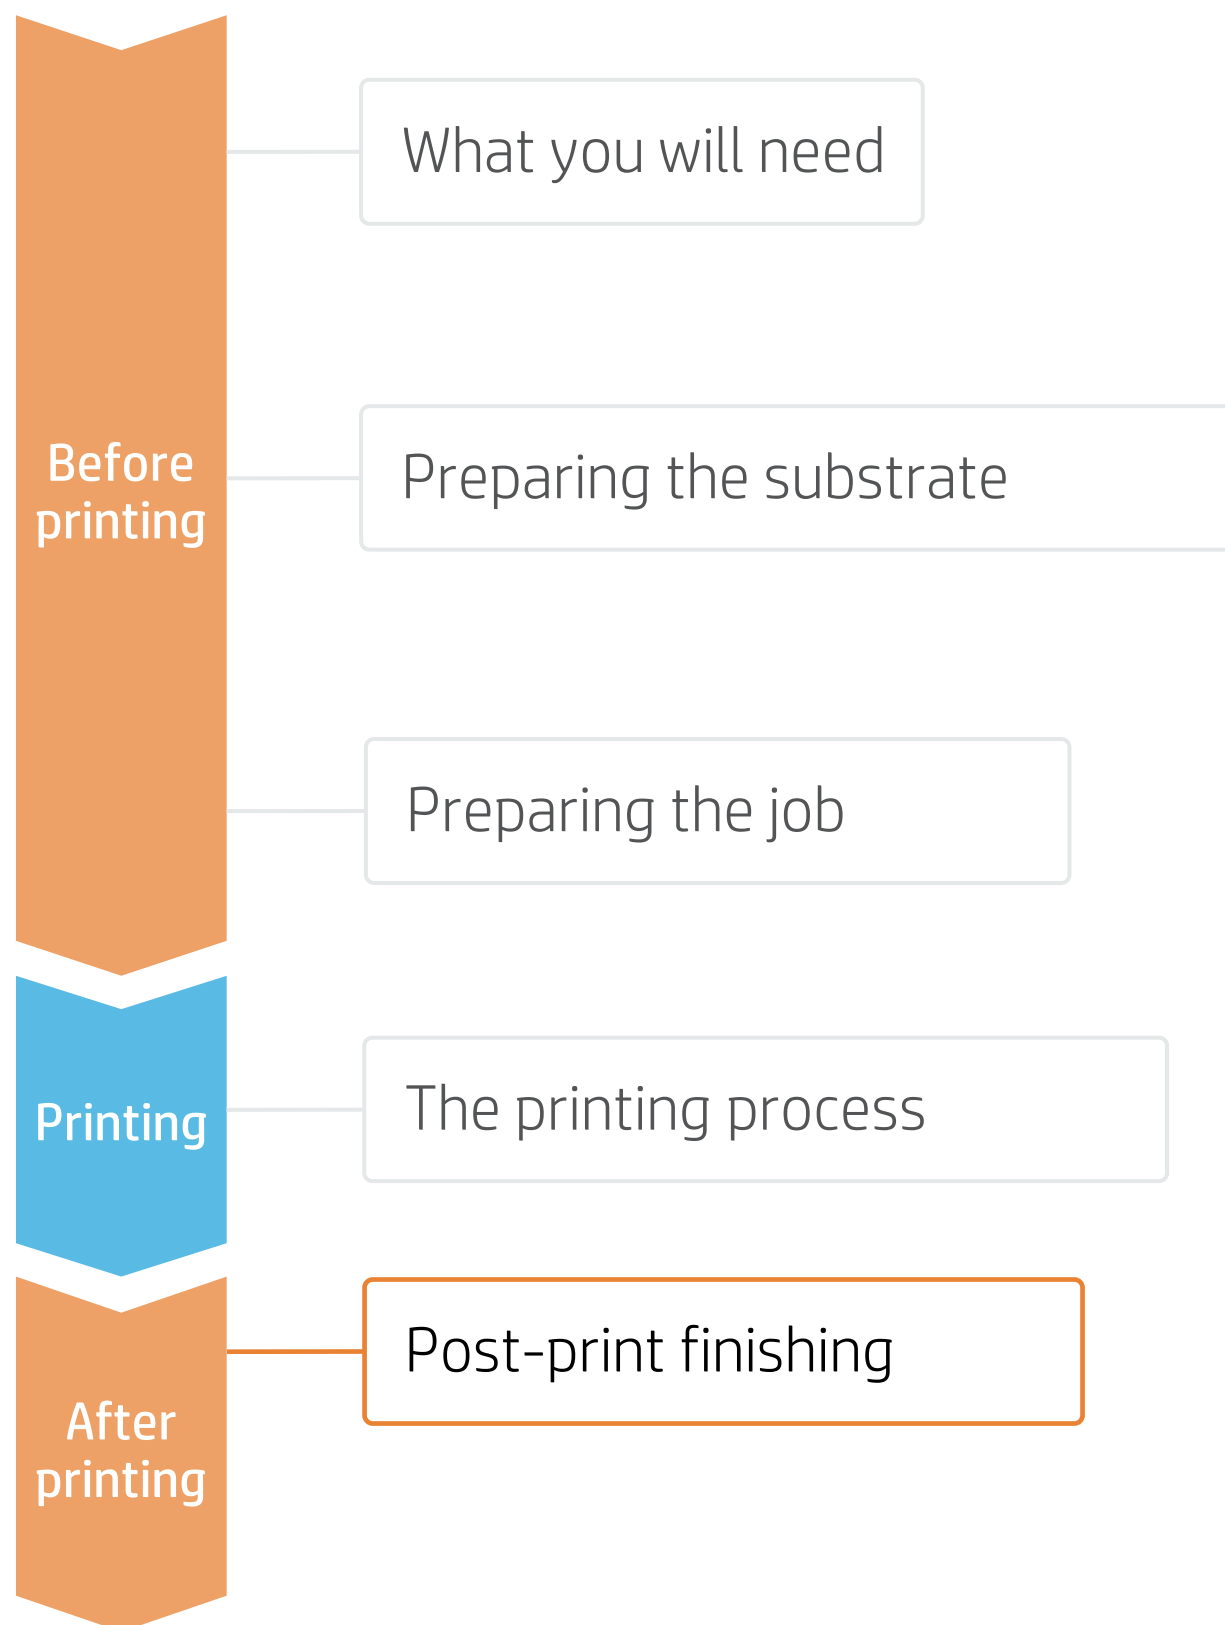 What you will need
Before
printing
Preparing the substrate
Preparing the job
Printing
The printing process
After
printing
Post-print finishing